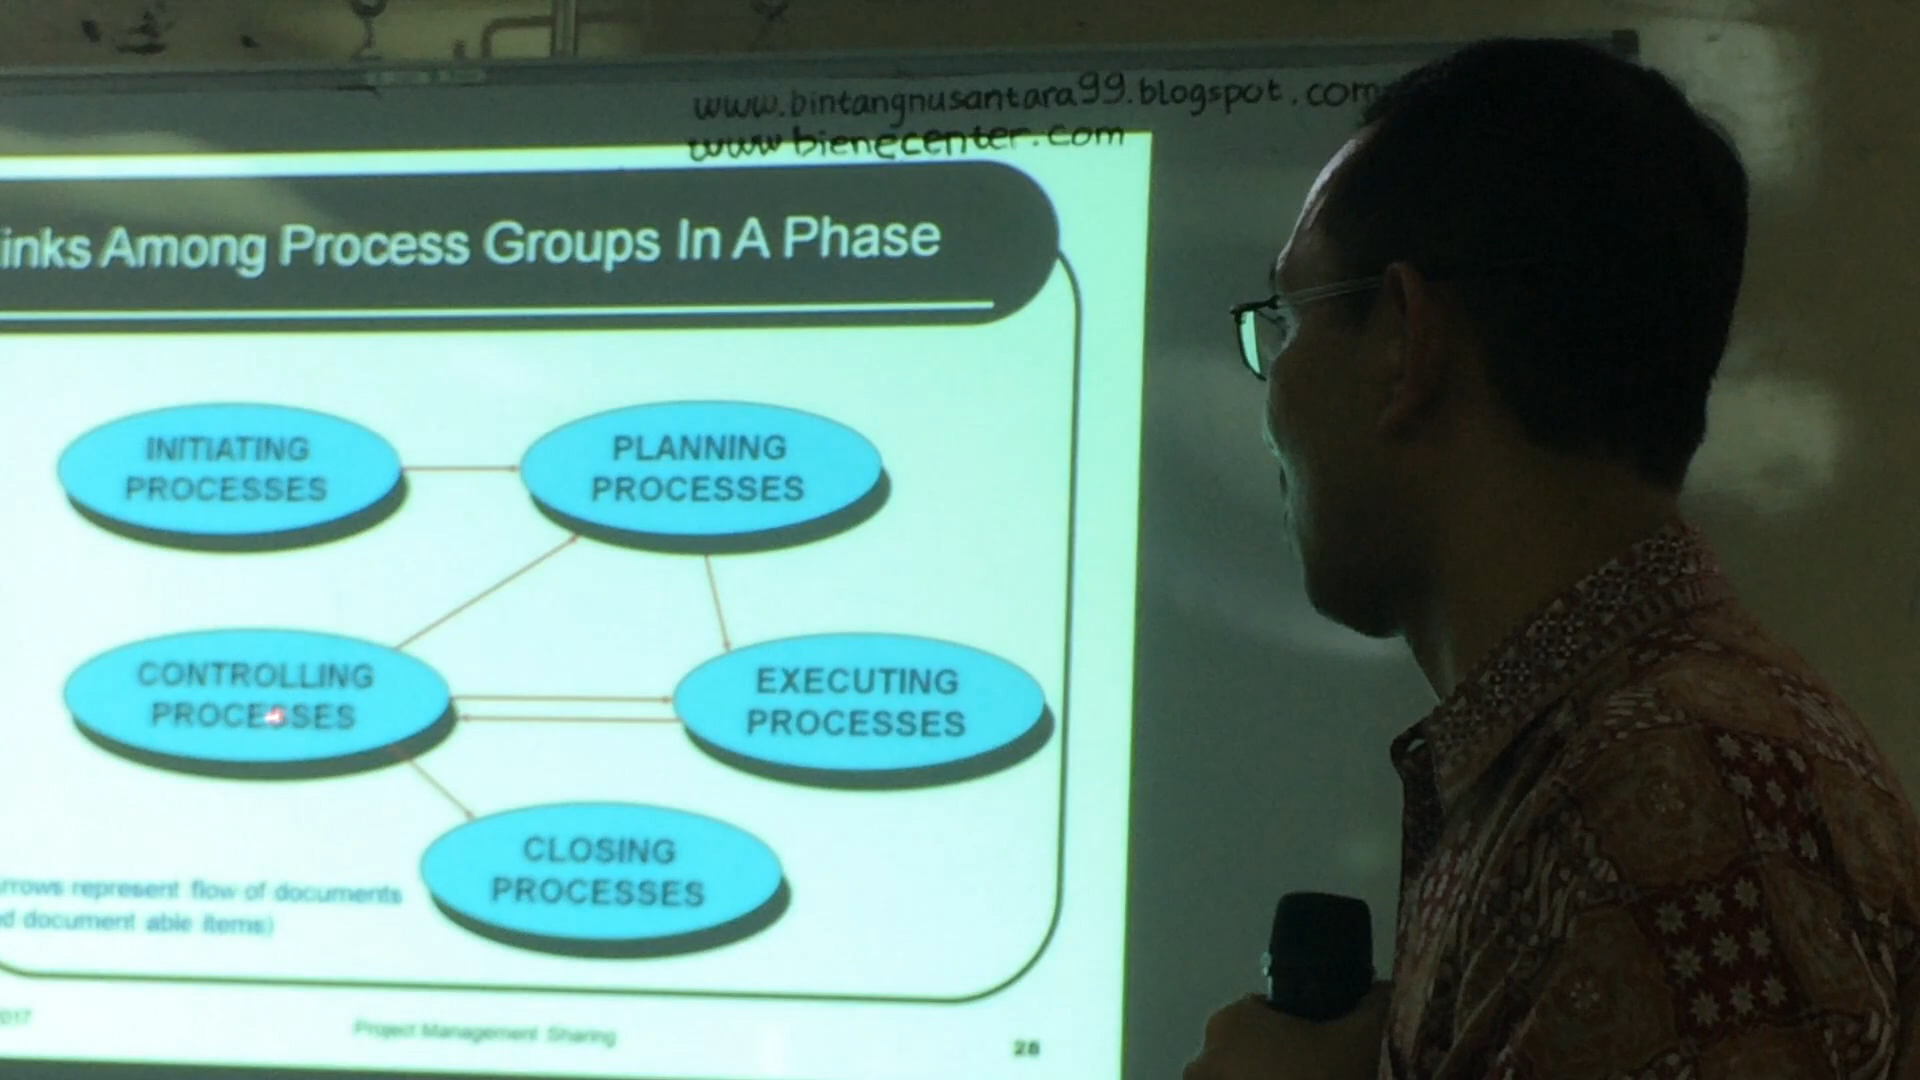 www.bintangnusantara99.blogspot.com
www.bienecenter.com
inks Among Process Groups In A Phase
INITIATING
PROCESSES
PLANNING
PROCESSES
CONTROLLING
PROCESSES
EXECUTING
PROCESSES
CLOSING
PROCESSES
rrows represent flow of documents
d document able items)
2017
Project Management Sharing
28